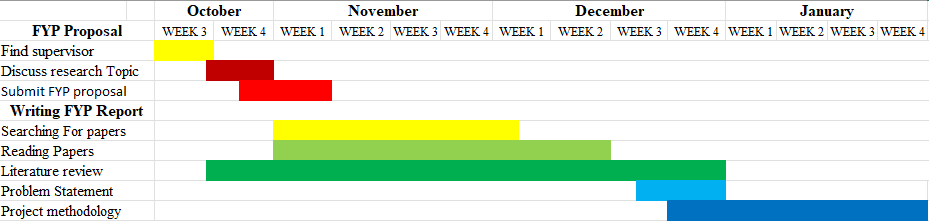 October November December January
FYP Proposal WEEK 3 WEEK 4 WEEK 1 WEEK 2 WEEK 3 WEEK 4 WEEK 1 WEEK 2 WEEK 3 WEEK 4 WEEK 1 WEEK 2 WEEK 3 WEEK 4
Find supervisor
Discuss research Topic
Submit FYP proposal
Writing FYP Report
Searching For papers
Reading Papers
Literature review
Problem Statement
Project methodology